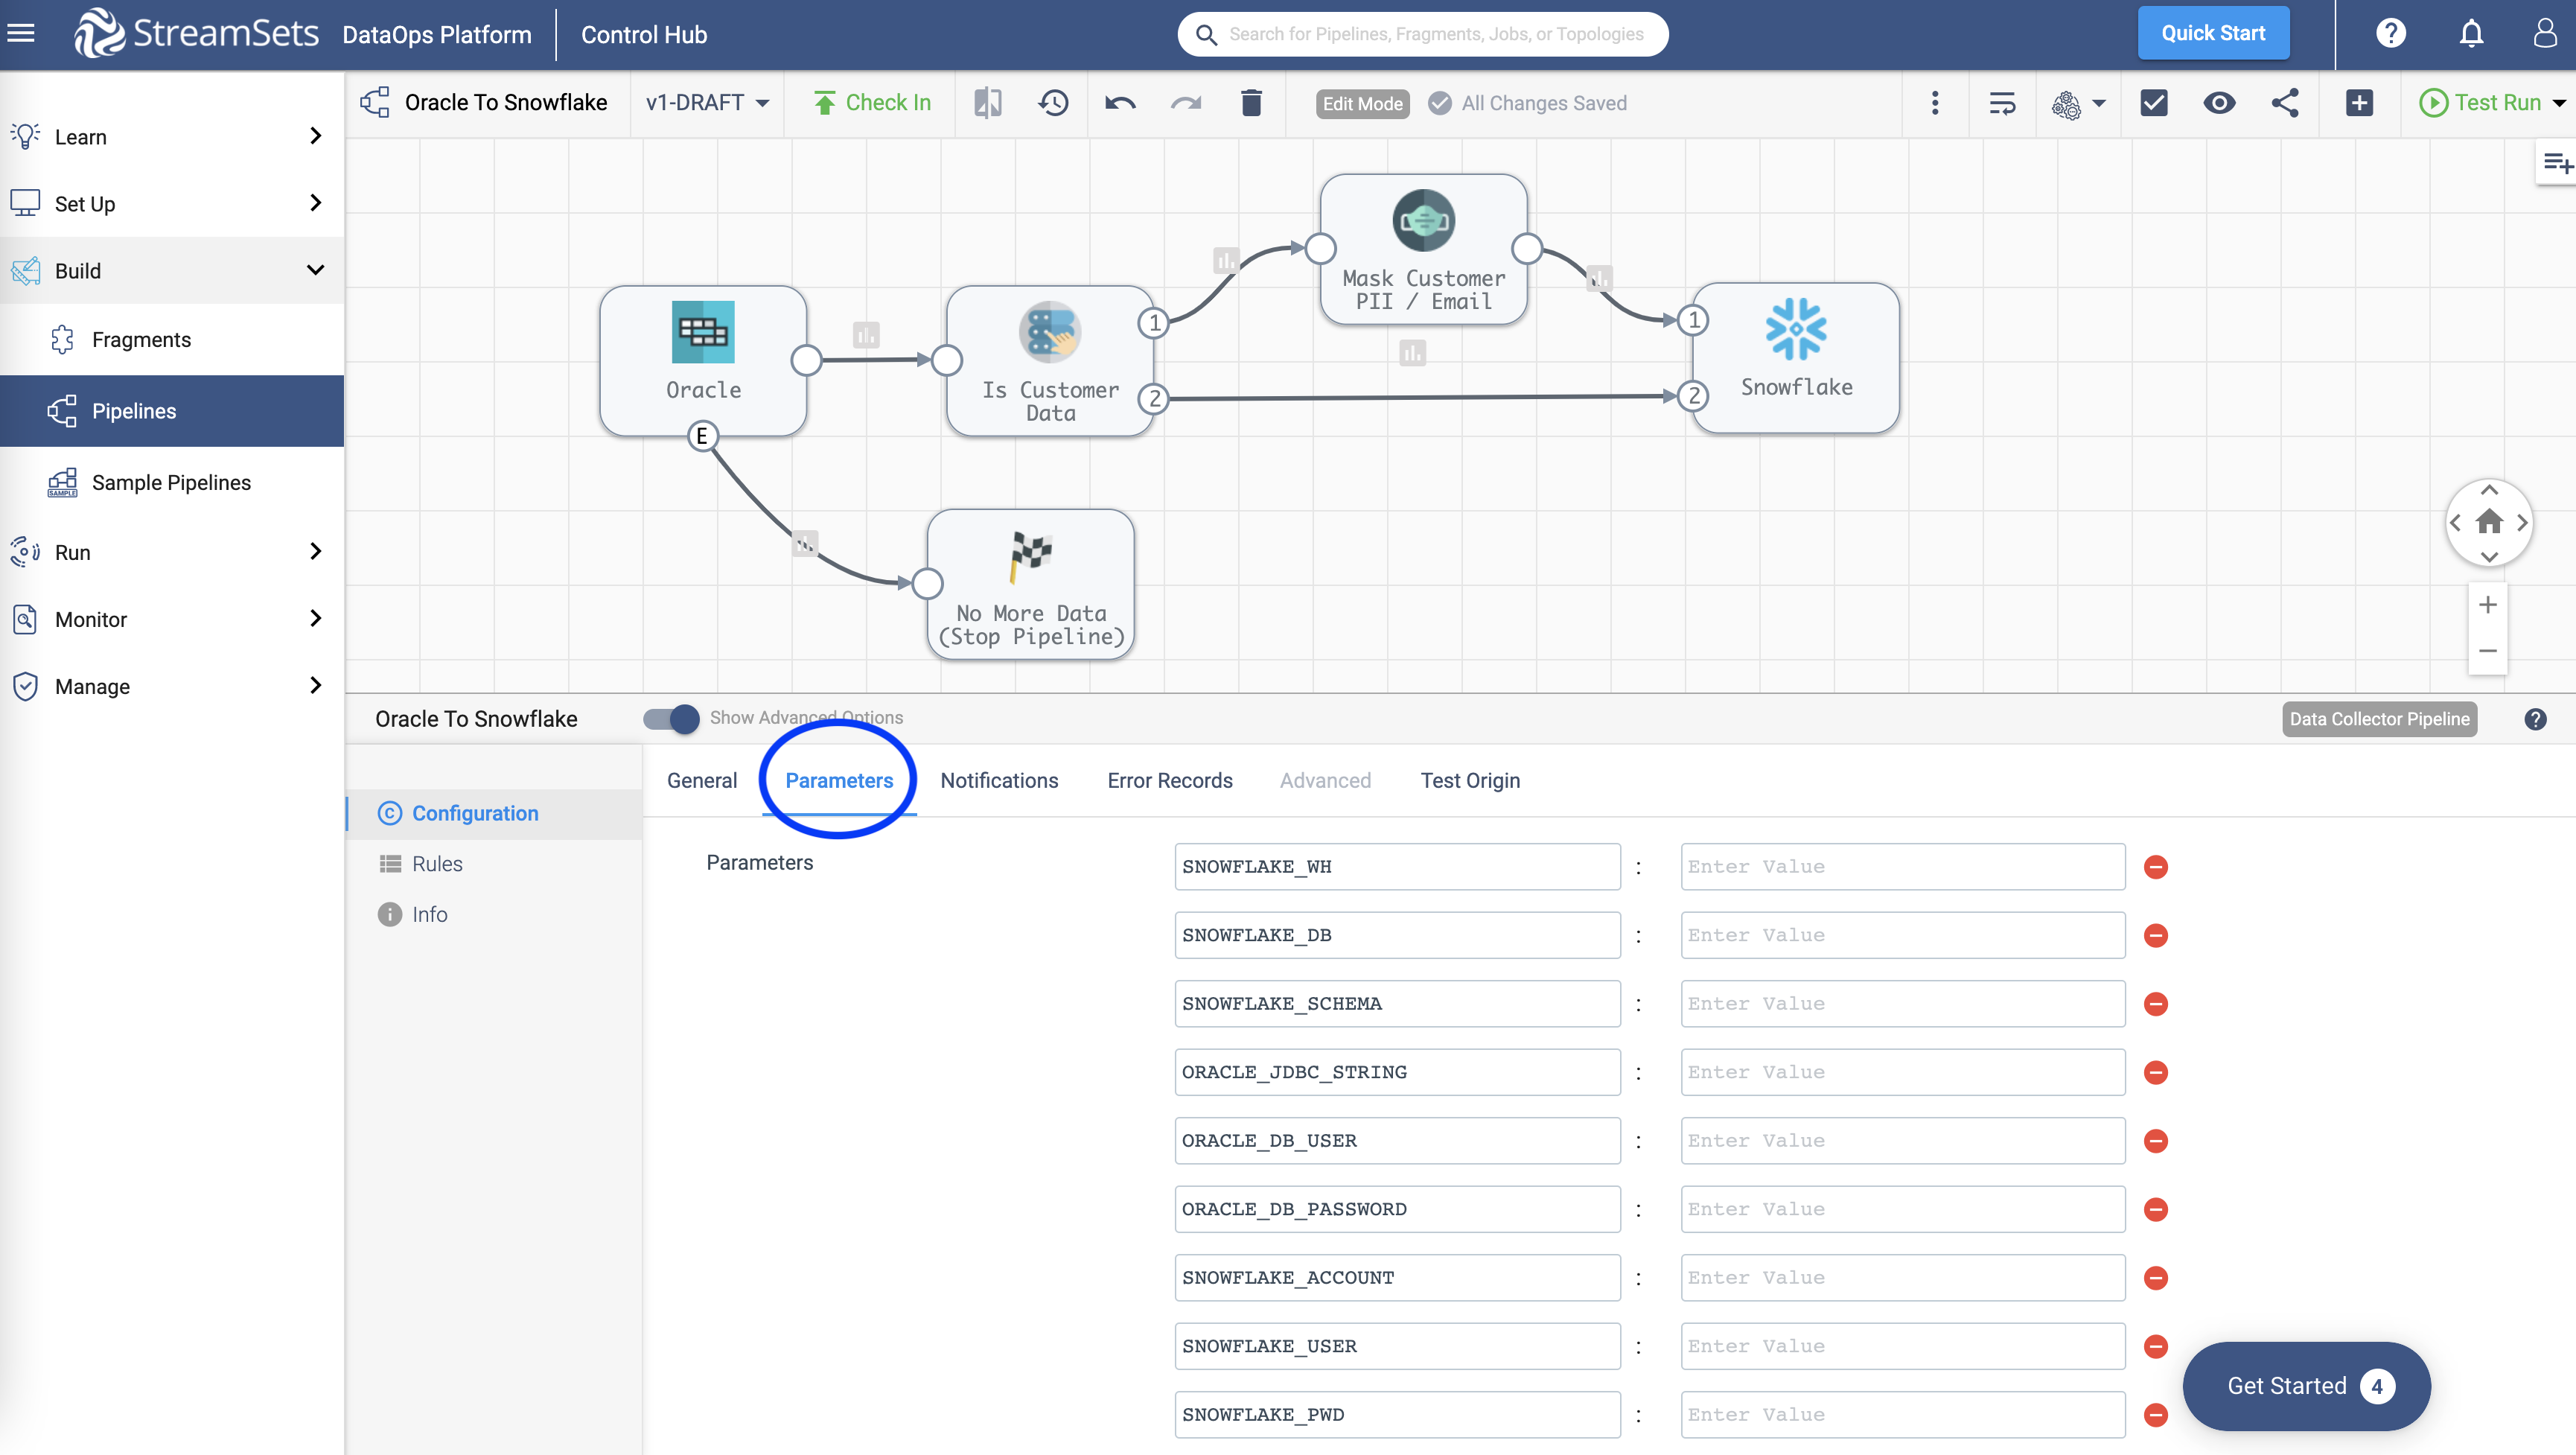 StreamSets DataOps Platform Control Hub
Search for Pipelines, Fragments, Jobs, or Topologies
Quick Start
?
Learn
Set Up
Build
Fragments
Pipelines
SAMPLE
Sample Pipelines
Run
Monitor
Manage
Oracle To Snowflake
v1-DRAFT
Check In
Edit Mode
All Changes Saved
Test Run
Oracle
E
Is Customer
Data
1
2
Mask Customer
PII / Email
1
2
Snowflake
No More Data
(Stop Pipeline)
Oracle To Snowflake
Show Advanced Options
Data Collector Pipeline
?
C Configuration
Rules
i Info
General
Parameters
Notifications
Error Records
Advanced
Test Origin
Parameters
SNOWFLAKE_WH : Enter Value
SNOWFLAKE_DB : Enter Value
SNOWFLAKE_SCHEMA : Enter Value
ORACLE_JDBC_STRING : Enter Value
ORACLE_DB_USER : Enter Value
ORACLE_DB_PASSWORD : Enter Value
SNOWFLAKE_ACCOUNT : Enter Value
SNOWFLAKE_USER : Enter Value
SNOWFLAKE_PWD : Enter Value
Get Started 4